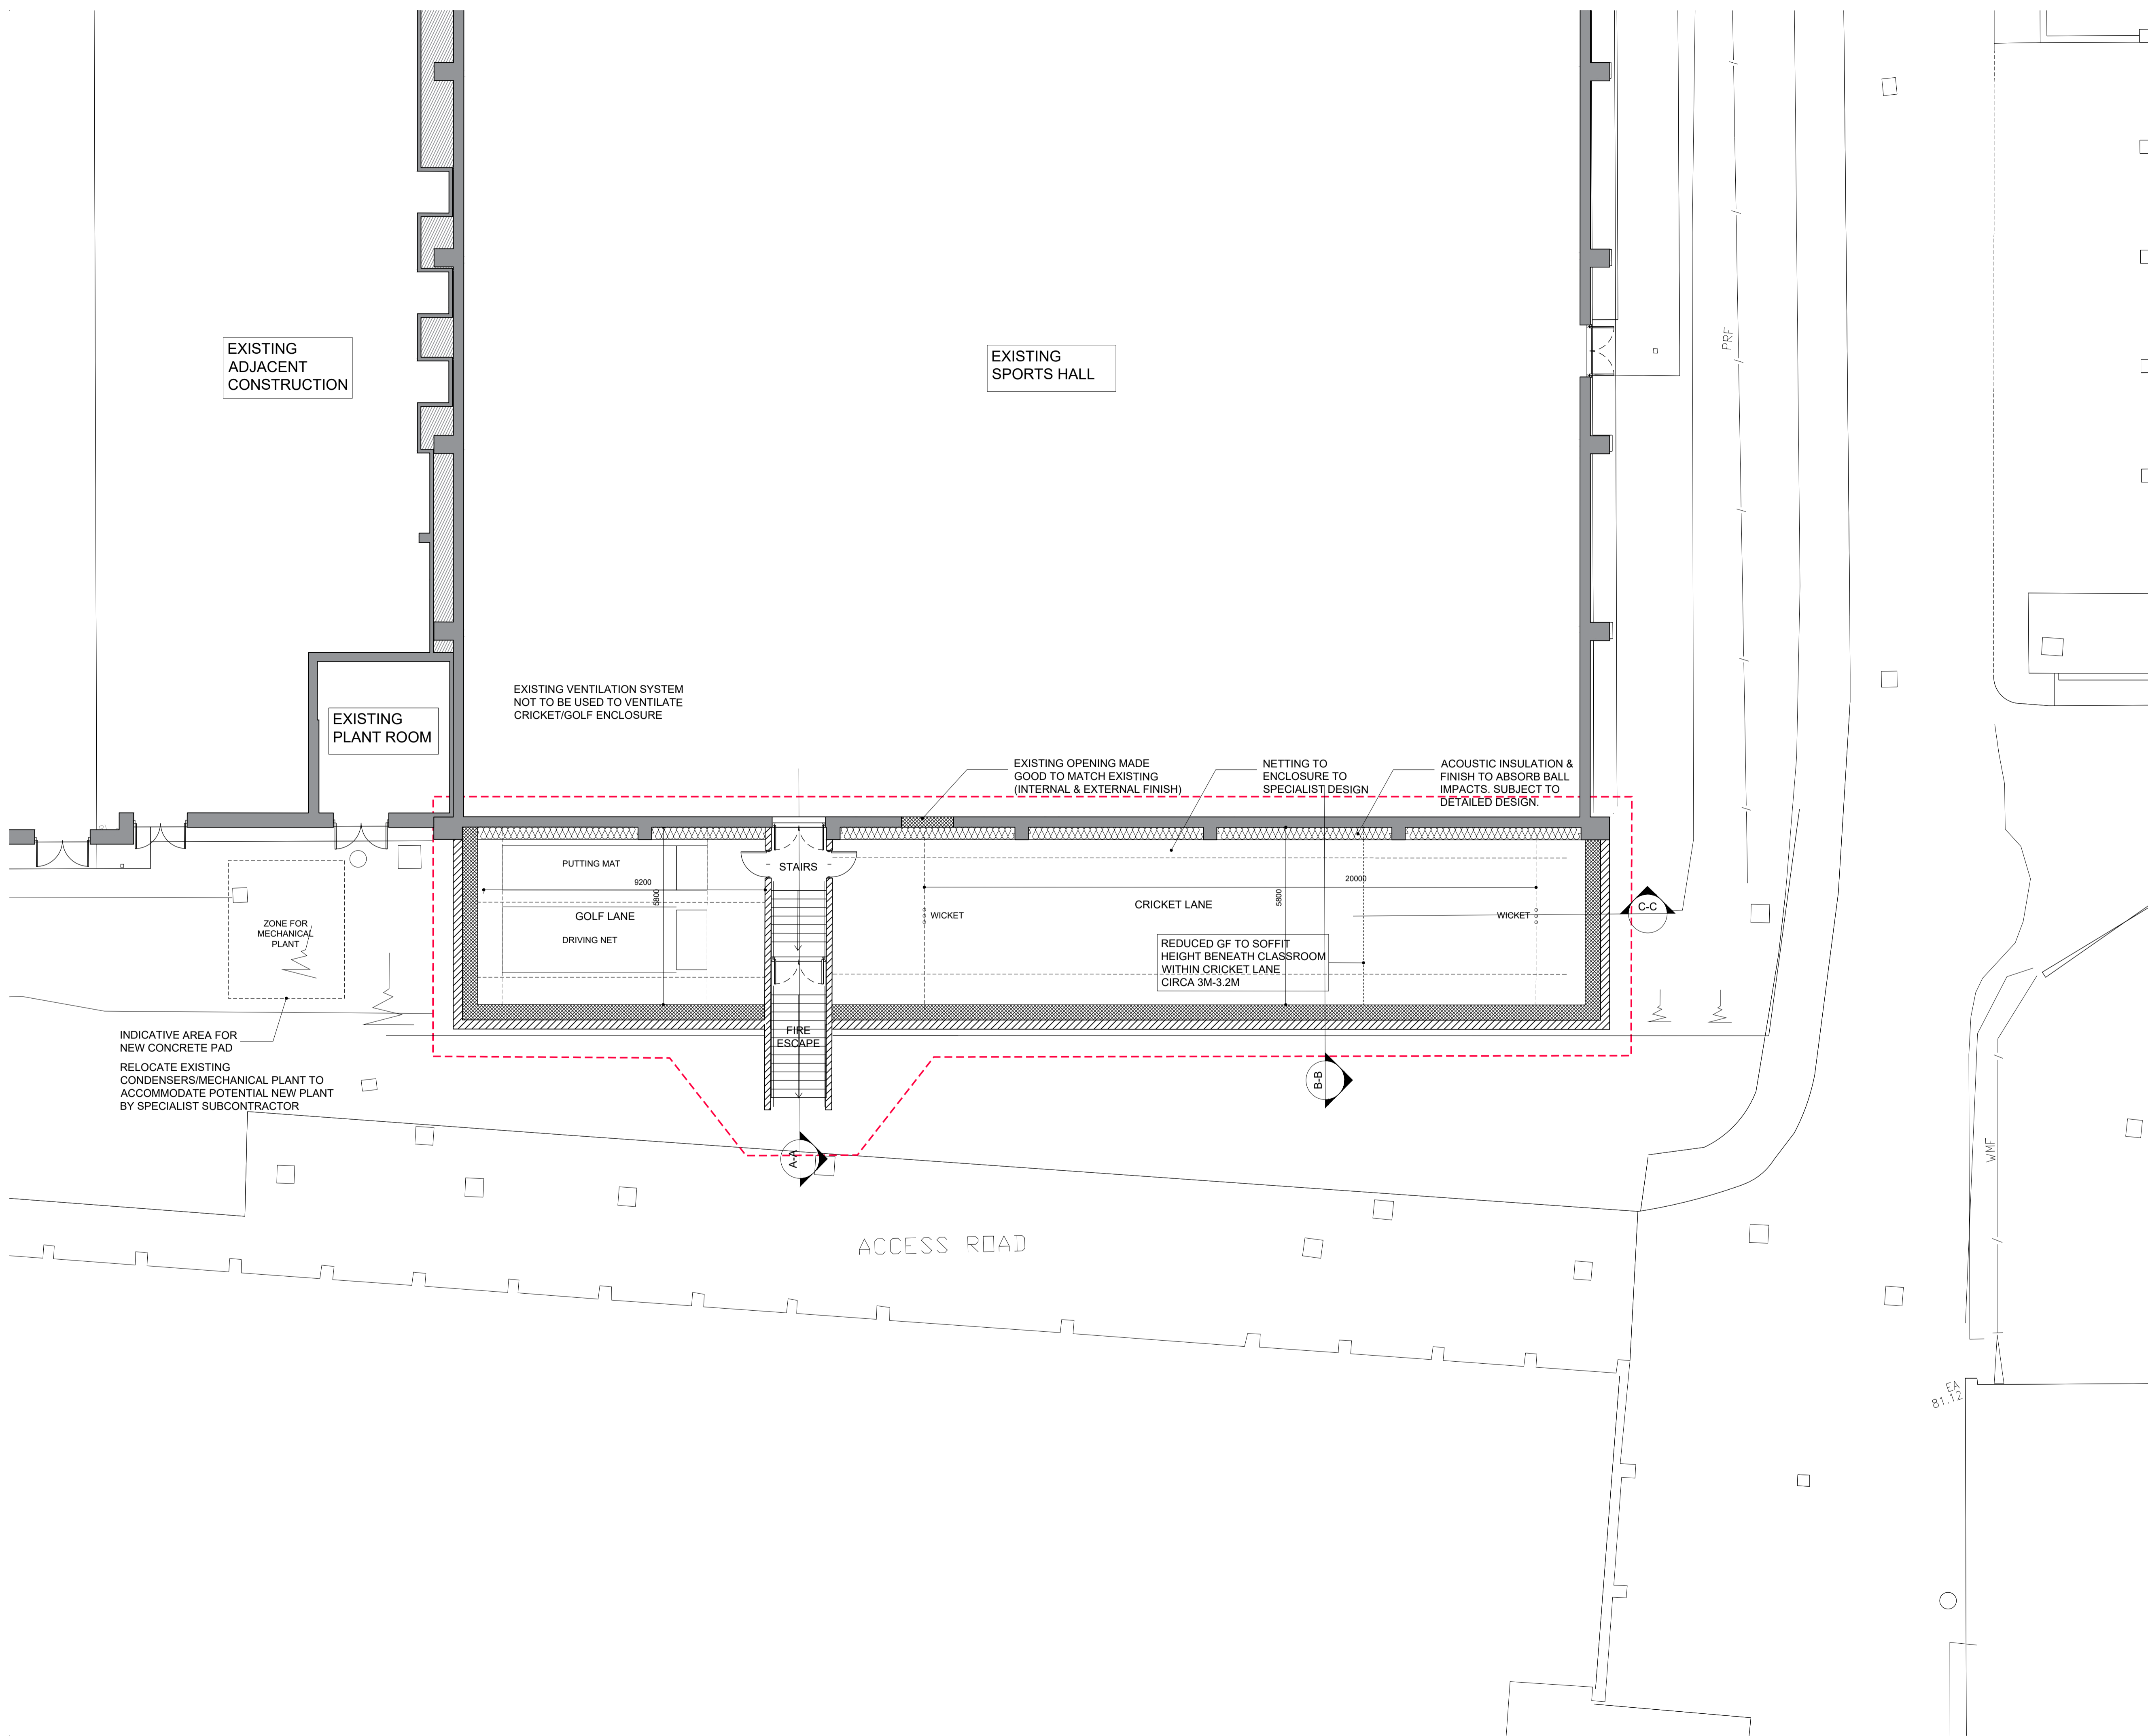 EXISTING
ADJACENT
CONSTRUCTION
EXISTING
SPORTS HALL
PRF
EXISTING VENTILATION SYSTEM
NOT TO BE USED TO VENTILATE
CRICKET/GOLF ENCLOSURE
EXISTING
PLANT ROOM
EXISTING OPENING MADE
GOOD TO MATCH EXISTING
(INTERNAL & EXTERNAL FINISH)
NETTING TO
ENCLOSURE TO
SPECIALIST DESIGN
ACOUSTIC INSULATION &
FINISH TO ABSORB BALL
IMPACTS. SUBJECT TO
DETAILED DESIGN.
PUTTING MAT
STAIRS
9200
5800
20000
5800
GOLF LANE
DRIVING NET
WICKET
CRICKET LANE
WICKET
C-C
ZONE FOR
MECHANICAL
PLANT
REDUCED GF TO SOFFIT
HEIGHT BENEATH CLASSROOM
WITHIN CRICKET LANE
CIRCA 3M-3.2M
FIRE
ESCAPE
INDICATIVE AREA FOR
NEW CONCRETE PAD
RELOCATE EXISTING
CONDENSERS/MECHANICAL PLANT TO
ACCOMMODATE POTENTIAL NEW PLANT
BY SPECIALIST SUBCONTRACTOR
B-B
A-A
WMF
ACCESS ROAD
EA
81.12